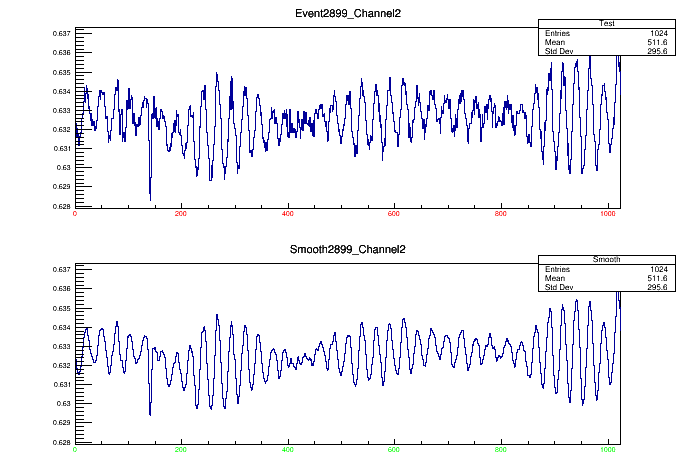 Event2899_Channel2
Test
Entries 1024
Mean 511.6
Std Dev 295.6
0.637
0.636
0.635
0.634
0.633
0.632
0.631
0.63
0.629
0.628
0 200 400 600 800 1000
Smooth2899_Channel2
Smooth
Entries 1024
Mean 511.6
Std Dev 295.6
0.637
0.636
0.635
0.634
0.633
0.632
0.631
0.63
0.629
0.628
0 200 400 600 800 1000